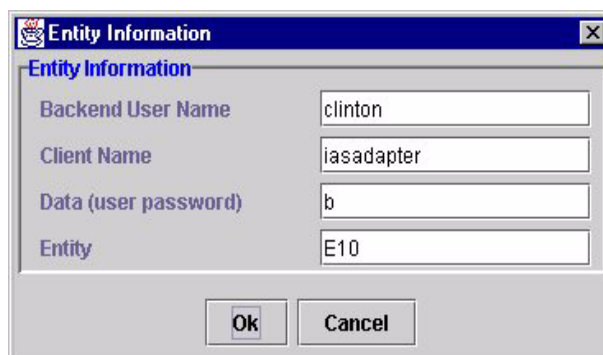 Entity Information
Entity Information
Backend User Name clinton
Client Name iasadapter
Data (user password) b
Entity E10
Ok Cancel